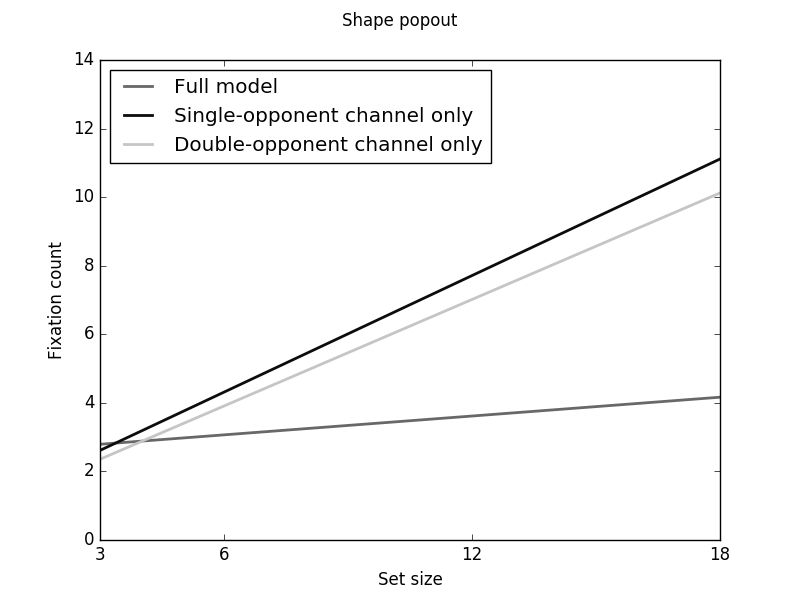 Shape popout
14
12
10
8
6
4
2
0
Fixation count
Full model
Single-opponent channel only
Double-opponent channel only
3 6 12 18
Set size